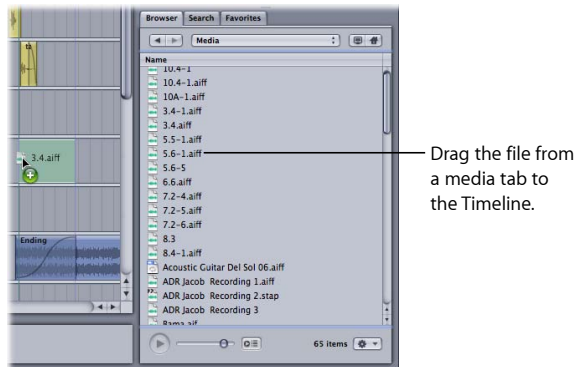 Browser Search Favorites
Media
Name
10.4-1
10.4-1.aiff
10A-1.aiff
3.4-1.aiff
3.4.aiff
5.5-1.aiff
5.6-1.aiff
5.6-5
6.6.aiff
7.2-4.aiff
7.2-5.aiff
7.2-6.aiff
8.3
8.4-1.aiff
Acoustic Guitar Del Sol 06.aiff
ADR Jacob Recording 1.aiff
ADR Jacob Recording 2.stap
ADR Jacob Recording 3
Rama.aif
65 items
3.4.aiff
Ending
Drag the file from
a media tab to
the Timeline.